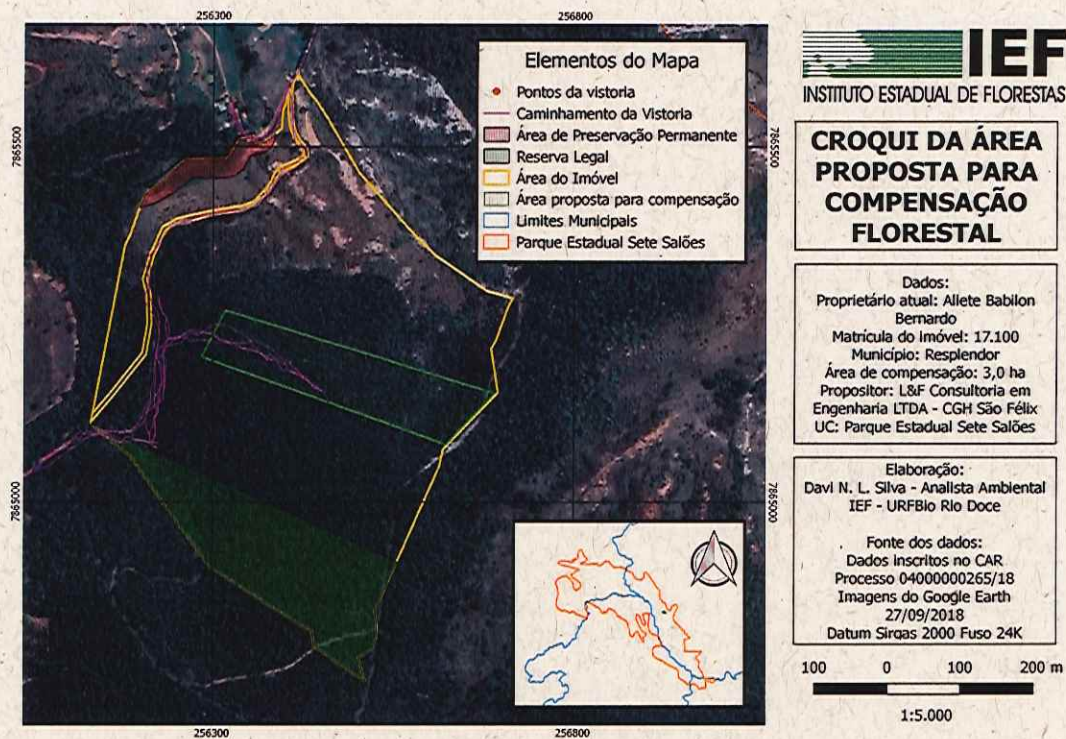 256300
256800
7865500
7865000
Elementos do Mapa
Pontos da vistoria
Caminhamento da Vistoria
Área de Preservação Permanente
Reserva Legal
Área do Imóvel
Área proposta para compensação
Limites Municipais
Parque Estadual Sete Salões
7865500
7865000
256300
256800
IEF
INSTITUTO ESTADUAL DE FLORESTAS
CROQUI DA ÁREA
PROPOSTA PARA
COMPENSAÇÃO
FLORESTAL
Dados:
Proprietário atual: Allete Babilon
Bernardo
Matrícula do Imóvel: 17.100
Município: Resplendor
Área de compensação: 3,0 ha
Propositor: L&F Consultoria em
Engenharia LTDA - CGH São Félix
UC: Parque Estadual Sete Salões
Elaboração:
Davi N. L. Silva - Analista Ambiental
IEF - URFBio Rio Doce
Fonte dos dados:
Dados inscritos no CAR
Processo 04000000265/18
Imagens do Google Earth
27/09/2018
Datum Sirgas 2000 Fuso 24K
100 0 100 200 m
1:5.000